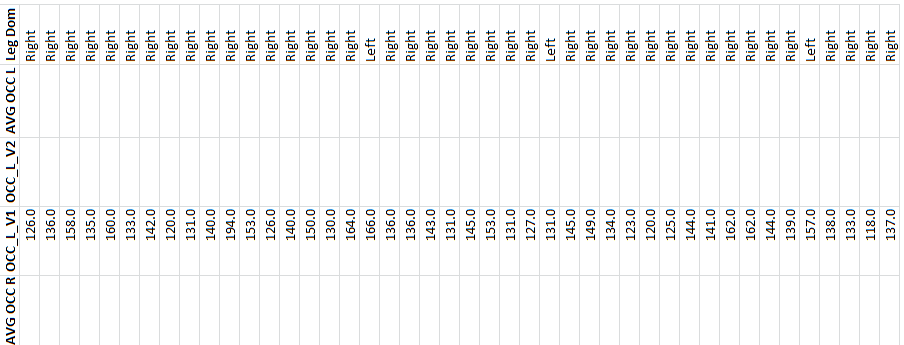 AVG OCC R OCC_L_V1 OCC_L_V2 AVG OCC L Leg Dom
126.0 Right
136.0 Right
158.0 Right
135.0 Right
160.0 Right
133.0 Right
142.0 Right
120.0 Right
131.0 Right
140.0 Right
194.0 Right
153.0 Right
126.0 Right
140.0 Right
150.0 Right
130.0 Right
164.0 Right
166.0 Left
136.0 Right
136.0 Right
143.0 Right
131.0 Right
145.0 Right
153.0 Right
131.0 Right
127.0 Right
131.0 Left
145.0 Right
149.0 Right
134.0 Right
123.0 Right
120.0 Right
125.0 Right
144.0 Right
141.0 Right
162.0 Right
162.0 Right
144.0 Right
139.0 Right
157.0 Left
138.0 Right
133.0 Right
118.0 Right
137.0 Right